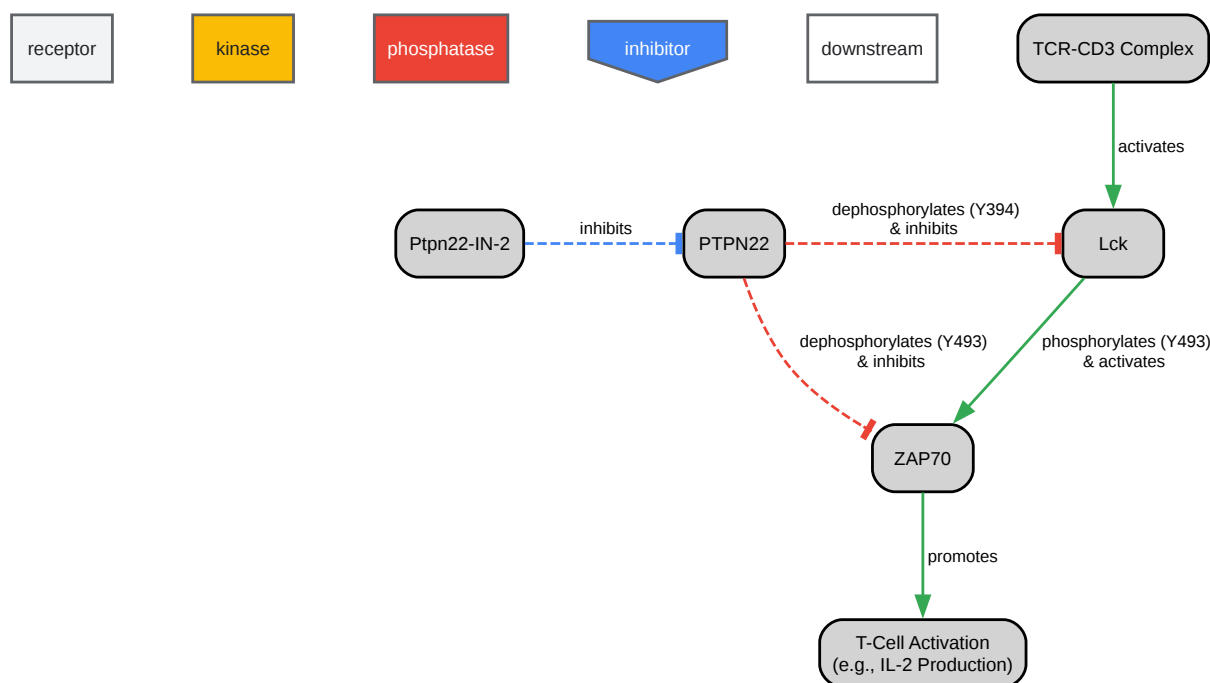 receptor
kinase
phosphatase
inhibitor
downstream
TCR-CD3 Complex
activates
Ptpn22-IN-2
inhibits
PTPN22
dephosphorylates (Y394)
& inhibits
Lck
dephosphorylates (Y493)
& inhibits
phosphorylates (Y493)
& activates
ZAP70
promotes
T-Cell Activation
(e.g., IL-2 Production)